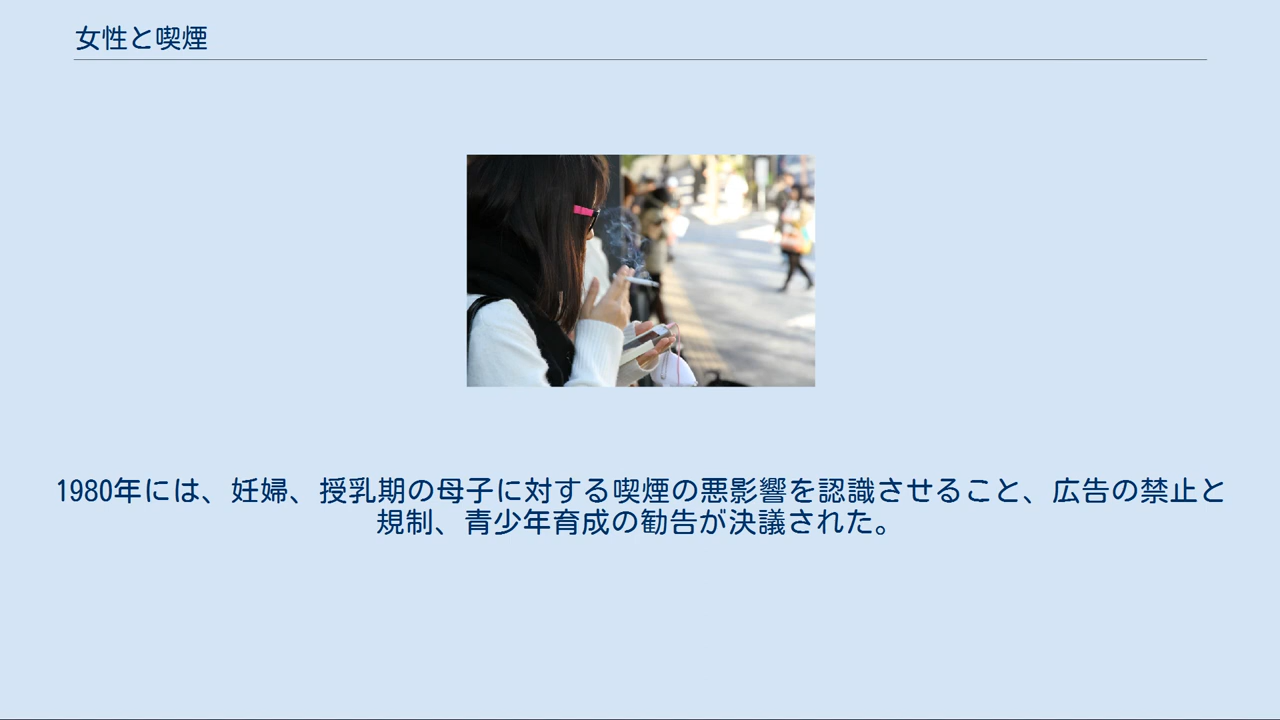 女性と喫煙
1980年には、妊婦、授乳期の母子に対する喫煙の悪影響を認識させること、広告の禁止と
規制、青少年育成の勧告が決議された。